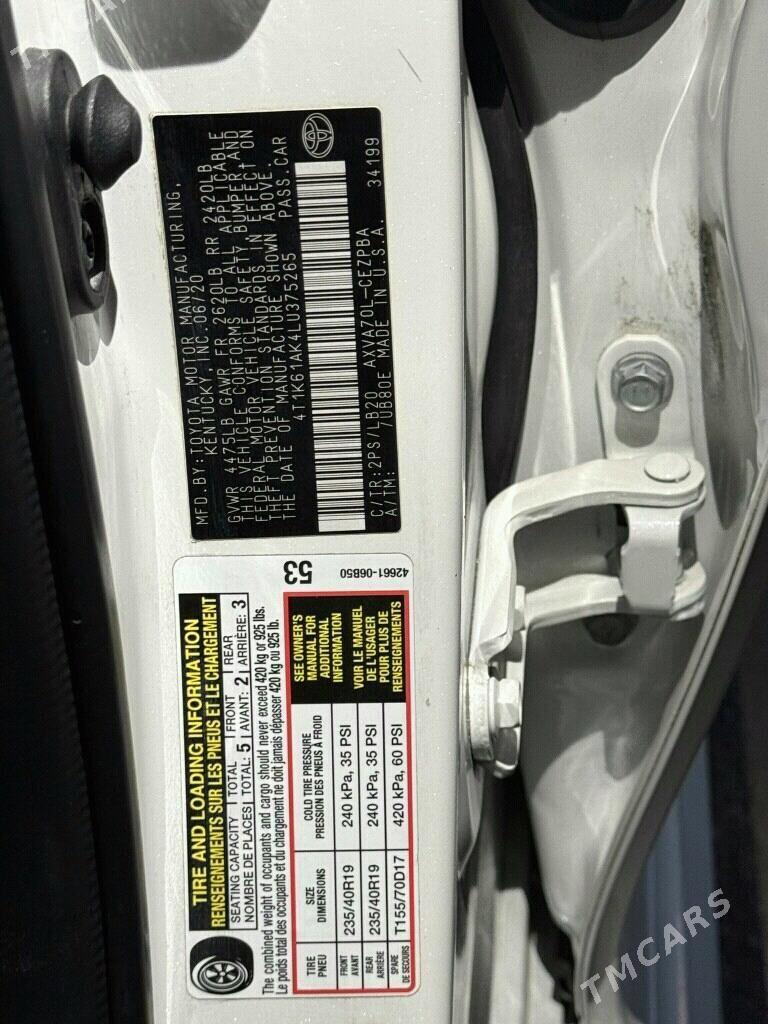 MFD. BY: TOYOTA MOTOR MANUFACTURING,
KENTUCKY, INC. 06/20
GVWR 4475LB GAWR FR 2620LB RR 2420LB
THIS VEHICLE CONFORMS TO ALL APPLICABLE
FEDERAL MOTOR VEHICLE SAFETY, BUMPER AND
THEFT PREVENTION STANDARDS IN EFFECT ON
THE DATE OF MANUFACTURE SHOWN ABOVE.
4T1K61AK4LU375265 PASS.CAR
C/TR:2PS/LB20 AXVA70L-CEZPBA
A/TM: 7UB80E MADE IN U.S.A. 34199
TIRE AND LOADING INFORMATION
RENSEIGNEMENTS SUR LES PNEUS ET LE CHARGEMENT
SEATING CAPACITY TOTAL 5 FRONT 2 REAR 3
NOMBRE DE PLACES TOTAL: AVANT: ARRIÈRE:
The combined weight of occupants and cargo should never exceed 420 kg or 925 lbs.
Le poids total des occupants et du chargement ne doit jamais dépasser 420 kg ou 925 lb.
TIRE SIZE COLD TIRE PRESSURE
PNEU DIMENSIONS PRESSION DES PNEUS À FROID
FRONT AVANT 235/40R19 240 kPa, 35 PSI
REAR ARRIÈRE 235/40R19 240 kPa, 35 PSI
SPARE DE SECOURS T155/70D17 420 kPa, 60 PSI
SEE OWNER'S
MANUAL FOR
ADDITIONAL
INFORMATION
VOIR LE MANUEL
DE L'USAGER
POUR PLUS DE
RENSEIGNEMENTS
53
42661-06B50
TMCARS